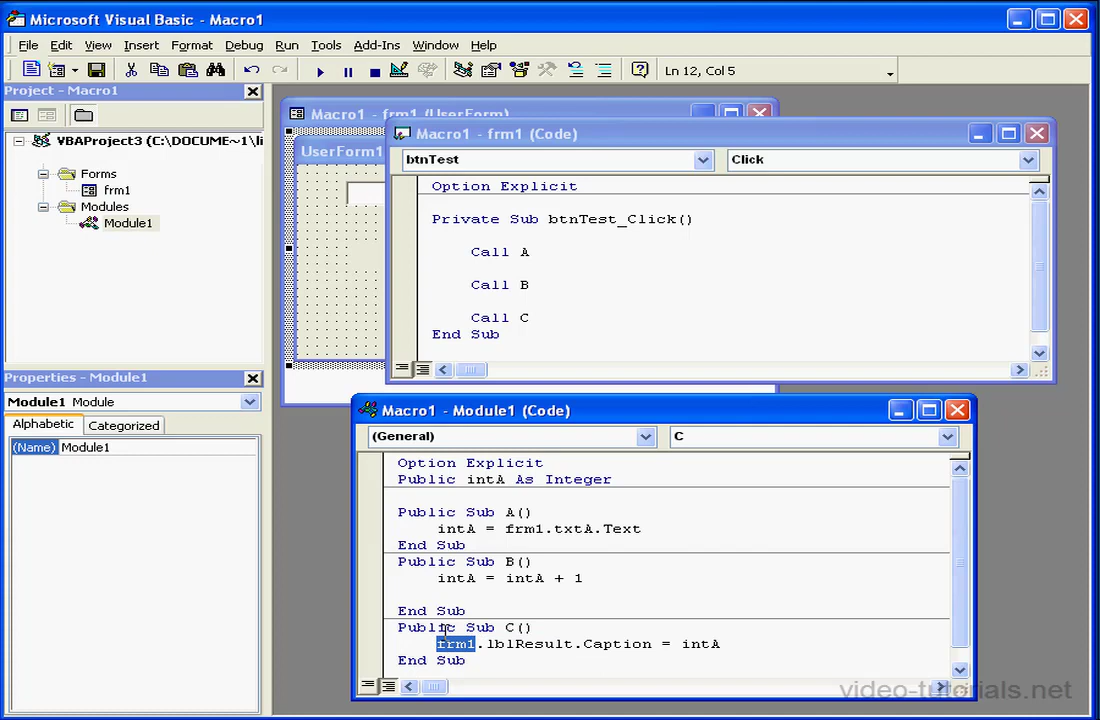 Microsoft Visual Basic - Macro1
File Edit View Insert Format Debug Run Tools Add-Ins Window Help
Ln 12, Col 5
Project - Macro1
VBAProject3 (C:\DOCUME~1\li
Forms
frm1
Modules
Module1
Properties - Module1
Module1 Module
Alphabetic Categorized
(Name) Module1
Macro1 - frm1 (UserForm)
UserForm1
Macro1 - frm1 (Code)
btnTest Click
Option Explicit
Private Sub btnTest_Click()
Call A
Call B
Call C
End Sub
Macro1 - Module1 (Code)
(General) C
Option Explicit
Public intA As Integer
Public Sub A()
intA = frm1.txtA.Text
End Sub
Public Sub B()
intA = intA + 1
End Sub
Public Sub C()
frm1.lblResult.Caption = intA
End Sub
video-tutorials.net